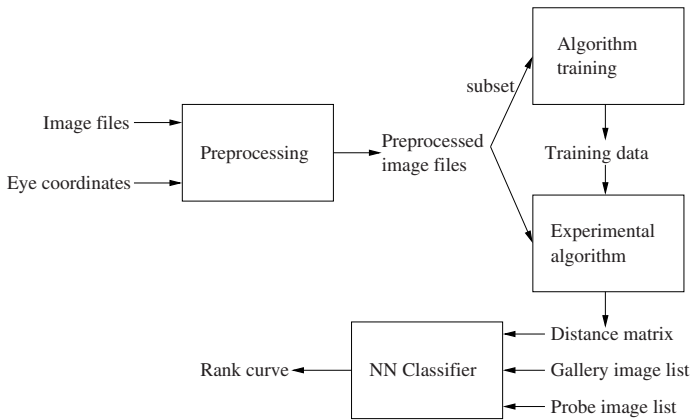 Algorithm
training
subset
Image files
Preprocessing
Preprocessed
image files
Training data
Eye coordinates
Experimental
algorithm
Distance matrix
Rank curve
NN Classifier
Gallery image list
Probe image list